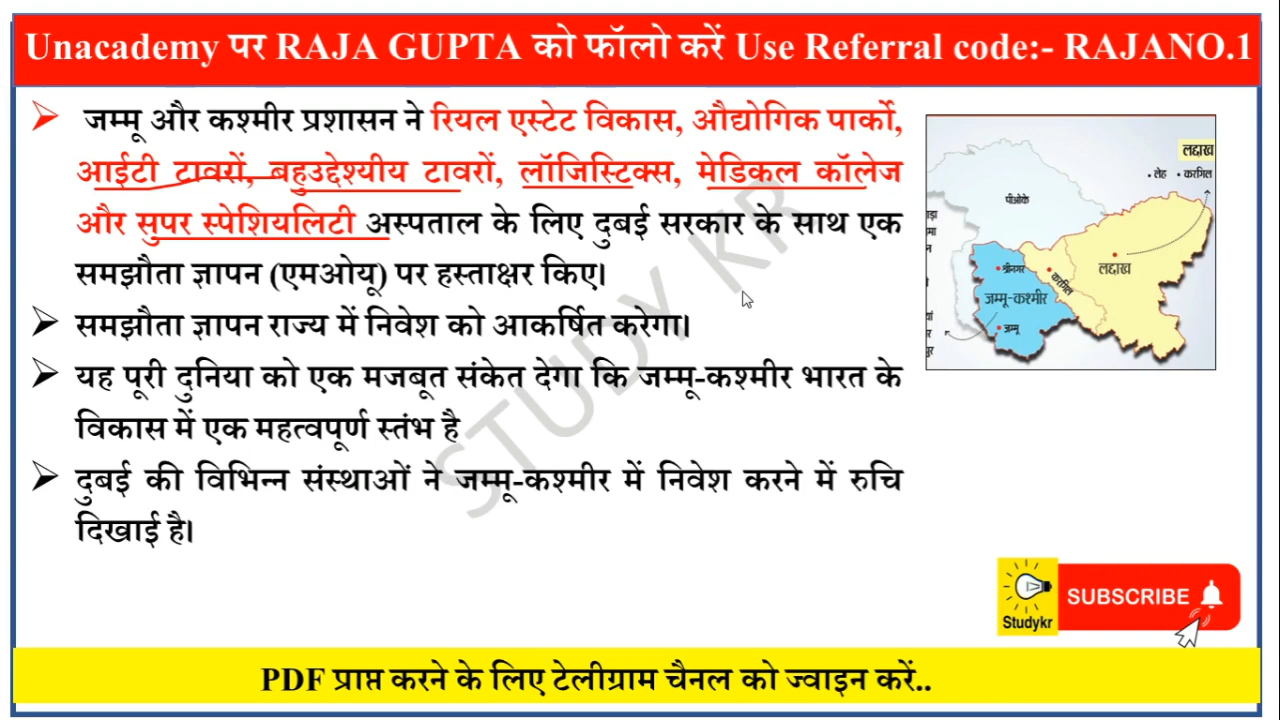 Unacademy पर RAJA GUPTA को फॉलो करें Use Referral code:- RAJANO.1
जम्मू और कश्मीर प्रशासन ने रियल एस्टेट विकास, औद्योगिक पार्को,
आईटी टावरों, बहुउद्देश्यीय टावरों, लॉजिस्टिक्स, मेडिकल कॉलेज
और सुपर स्पेशियलिटी अस्पताल के लिए दुबई सरकार के साथ एक
समझौता ज्ञापन (एमओयू) पर हस्ताक्षर किए।
समझौता ज्ञापन राज्य में निवेश को आकर्षित करेगा।
यह पूरी दुनिया को एक मजबूत संकेत देगा कि जम्मू-कश्मीर भारत के
विकास में एक महत्वपूर्ण स्तंभ है
दुबई की विभिन्न संस्थाओं ने जम्मू-कश्मीर में निवेश करने में रुचि
दिखाई है।
STUDY KR
लद्दाख
• लेह • करगिल
पीओके
श्रीनगर
करगिल
लद्दाख
जम्मू-कश्मीर
जम्मू
SUBSCRIBE
Studykr
PDF प्राप्त करने के लिए टेलीग्राम चैनल को ज्वाइन करें..